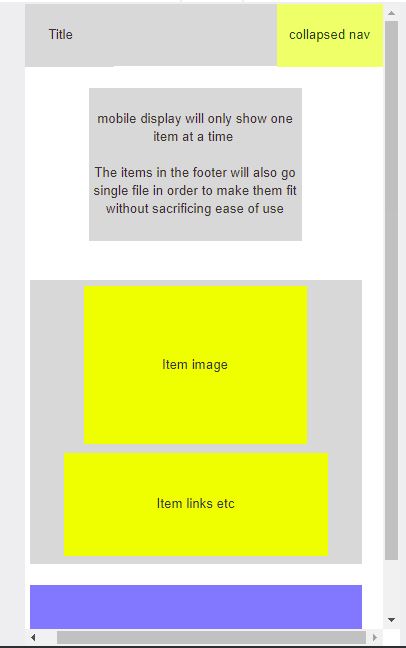 Title
collapsed nav
mobile display will only show one
item at a time
The items in the footer will also go
single file in order to make them fit
without sacrificing ease of use
Item image
Item links etc